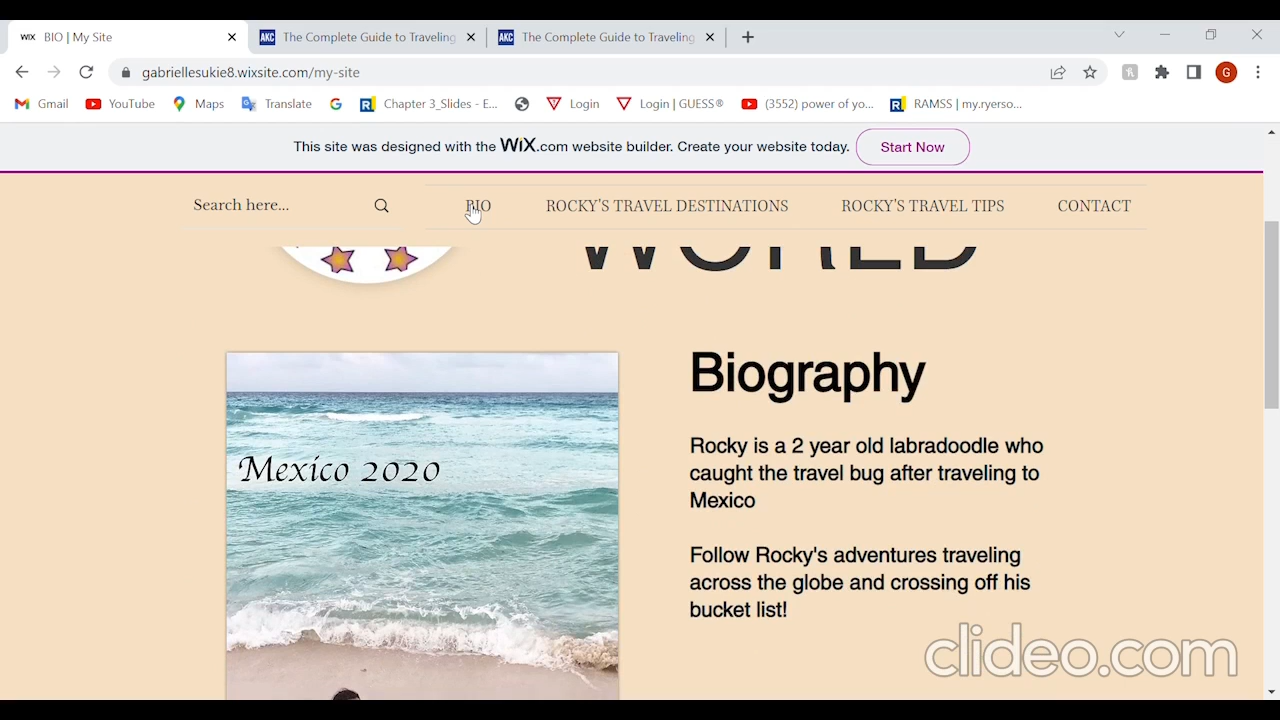 WIX BIO | My Site
AKC The Complete Guide to Traveling
AKC The Complete Guide to Traveling
gabriellesukie8.wixsite.com/my-site
G
Gmail
YouTube
Maps
Translate
Chapter 3_Slides - E...
Login
Login | GUESS®
(3552) power of yo...
RAMSS | my.ryerso...
This site was designed with the WIX.com website builder. Create your website today. Start Now
Search here...
BIO
ROCKY'S TRAVEL DESTINATIONS
ROCKY'S TRAVEL TIPS
CONTACT
WORLD
Mexico 2020
Biography
Rocky is a 2 year old labradoodle who
caught the travel bug after traveling to
Mexico
Follow Rocky's adventures traveling
across the globe and crossing off his
bucket list!
clideo.com